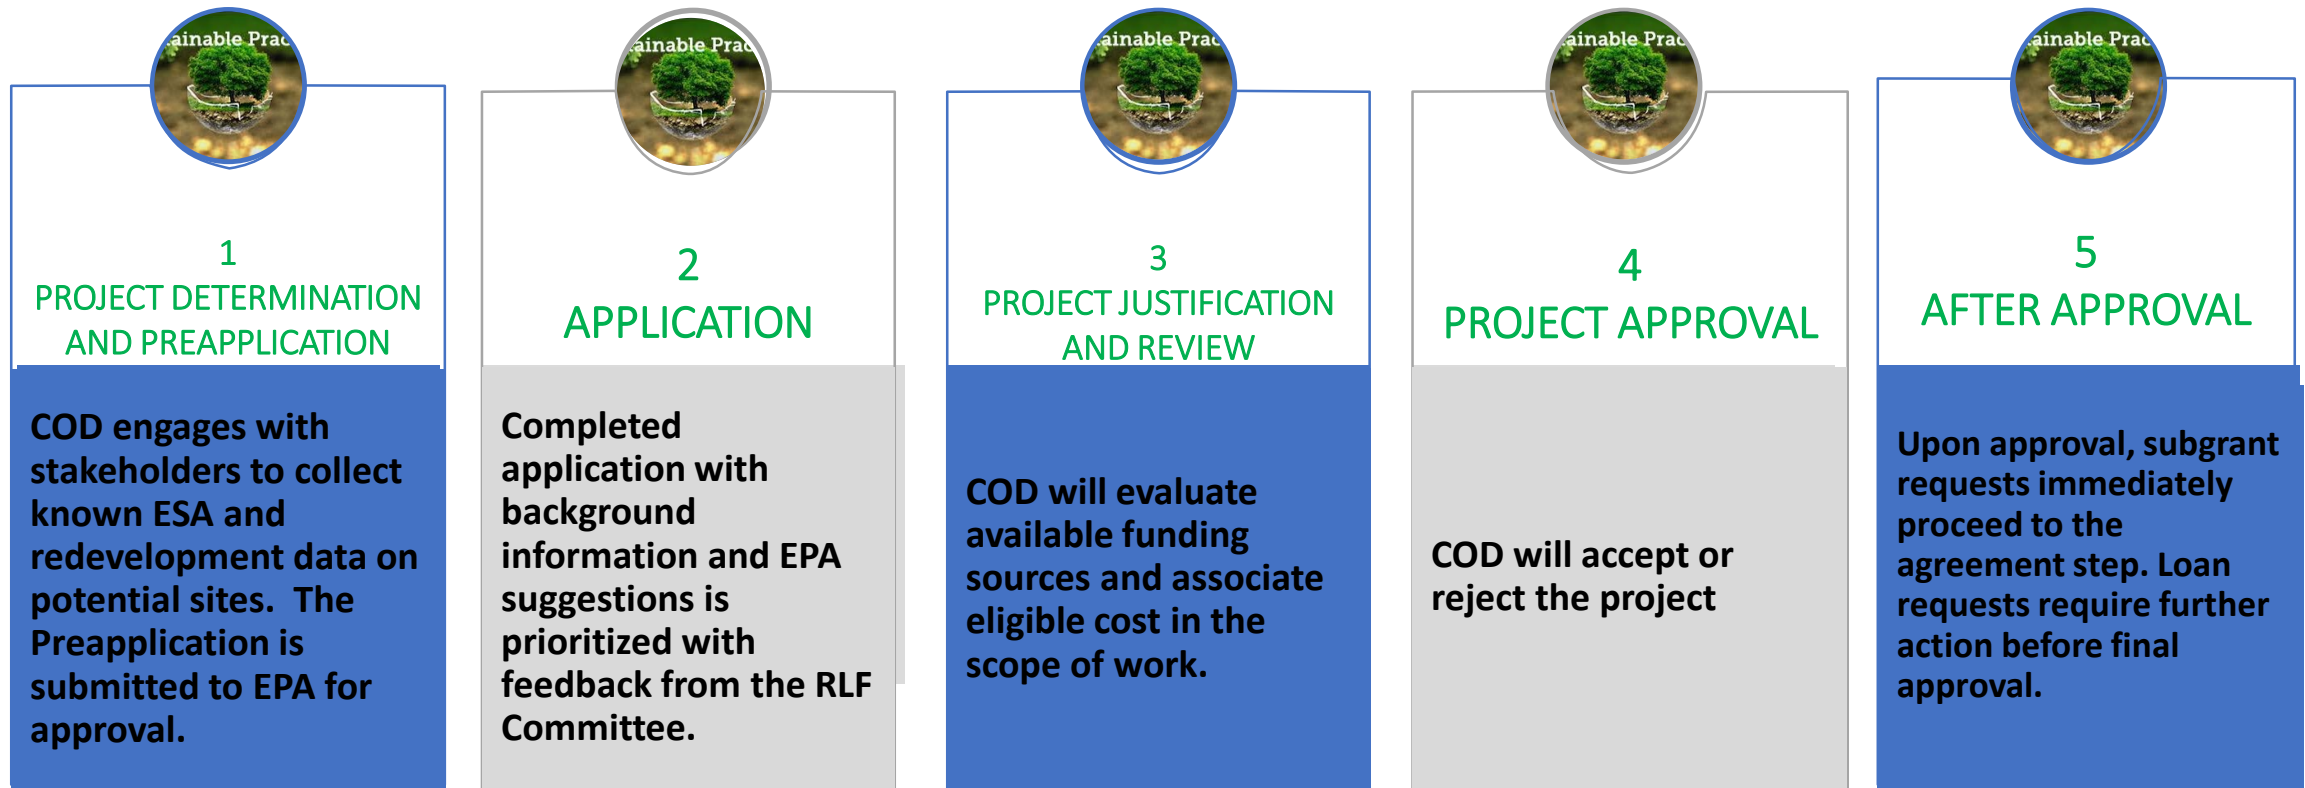 ainable Prac
1
PROJECT DETERMINATION
AND PREAPPLICATION
COD engages with
stakeholders to collect
known ESA and
redevelopment data on
potential sites.  The
Preapplication is
submitted to EPA for
approval.
ainable Prac
2
APPLICATION
Completed
application with
background
information and EPA
suggestions is
prioritized with
feedback from the RLF
Committee.
ainable Prac
3
PROJECT JUSTIFICATION
AND REVIEW
COD will evaluate
available funding
sources and associate
eligible cost in the
scope of work.
ainable Prac
4
PROJECT APPROVAL
COD will accept or
reject the project
ainable Prac
5
AFTER APPROVAL
Upon approval, subgrant
requests immediately
proceed to the
agreement step. Loan
requests require further
action before final
approval.